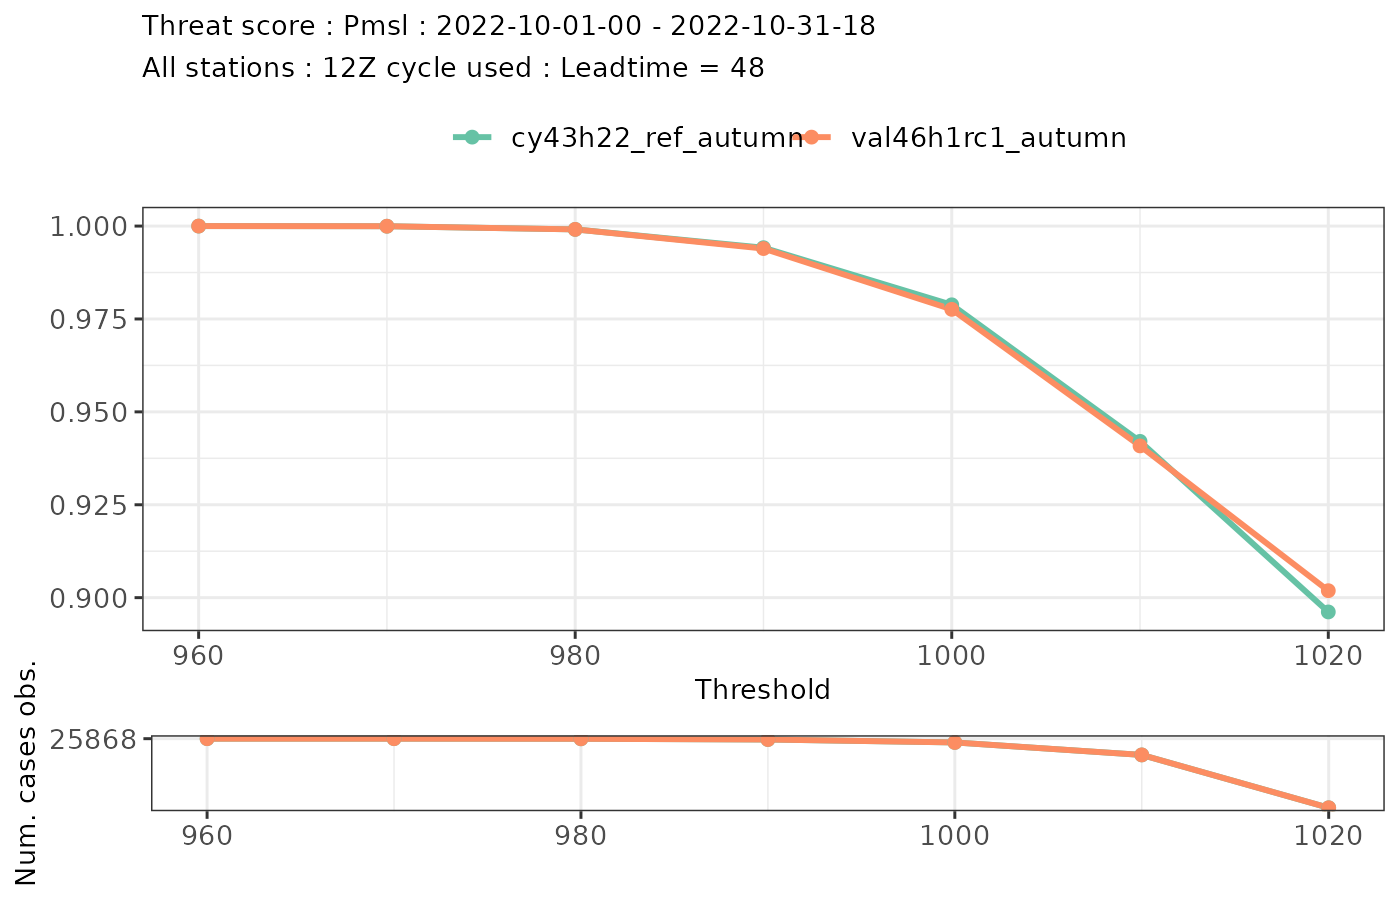 Threat score : Pmsl : 2022-10-01-00 - 2022-10-31-18
All stations : 12Z cycle used : Leadtime = 48
cy43h22_ref_autumn val46h1rc1_autumn
1.000
0.975
0.950
0.925
0.900
960 980 1000 1020
Threshold
Num. cases obs.
25868
960 980 1000 1020